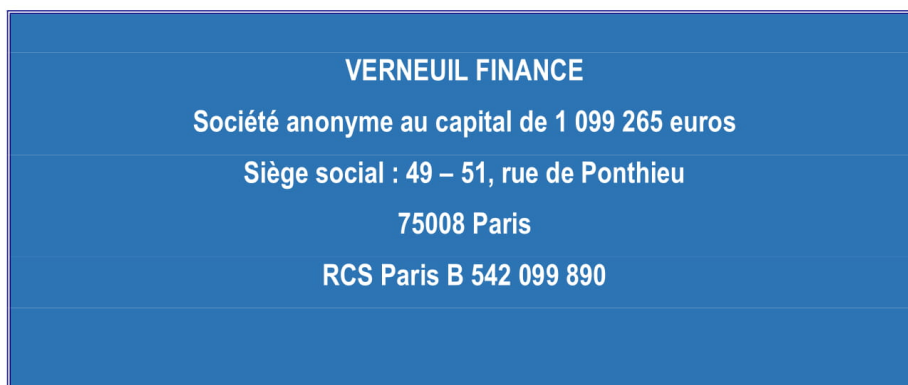 VERNEUIL FINANCE
Société anonyme au capital de 1 099 265 euros
Siège social : 49 – 51, rue de Ponthieu
75008 Paris
RCS Paris B 542 099 890